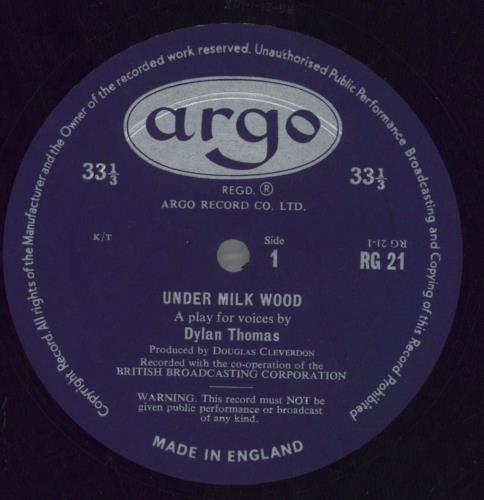 Copyright Record. All rights of the Manufacturer and the Owner of the recorded work reserved. Unauthorised Public Performance Broadcasting and Copying of this Record Prohibited
argo
33⅓
33⅓
REGD. ®
ARGO RECORD CO. LTD.
K/T
Side
1
RG 21-1
RG 21
UNDER MILK WOOD
A play for voices by
Dylan Thomas
Produced by DOUGLAS CLEVERDON
Recorded with the co-operation of the
BRITISH BROADCASTING CORPORATION
WARNING. This record must NOT be
given public performance or broadcast
of any kind.
MADE IN ENGLAND